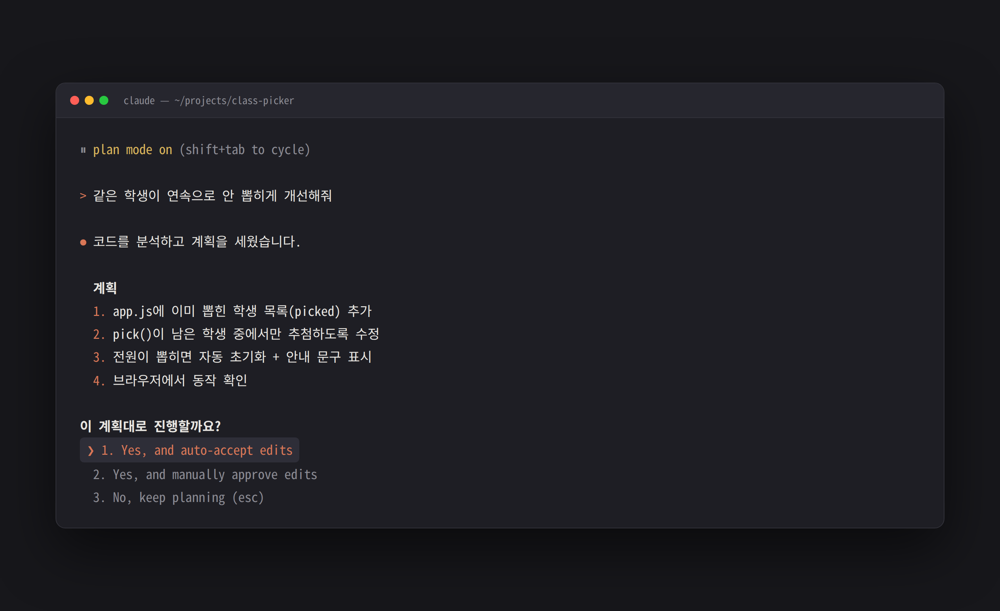 claude — ~/projects/class-picker
⏸ plan mode on (shift+tab to cycle)
> 같은 학생이 연속으로 안 뽑히게 개선해줘
● 코드를 분석하고 계획을 세웠습니다.
계획
1. app.js에 이미 뽑힌 학생 목록(picked) 추가
2. pick()이 남은 학생 중에서만 추첨하도록 수정
3. 전원이 뽑히면 자동 초기화 + 안내 문구 표시
4. 브라우저에서 동작 확인
이 계획대로 진행할까요?
❯ 1. Yes, and auto-accept edits
2. Yes, and manually approve edits
3. No, keep planning (esc)